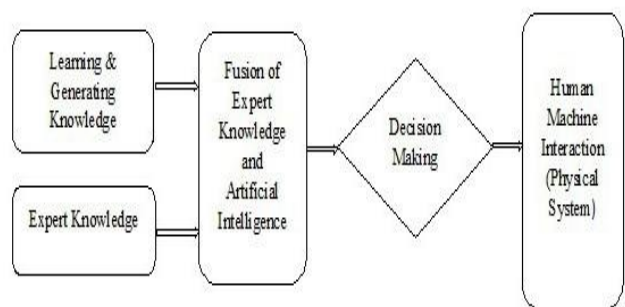 Learning &
Generating
Knowledge
Expert Knowledge
Fusion of
Expert
Knowledge
and
Artificial
Intelligence
Decision
Making
Human
Machine
Interaction
(Physical
System)